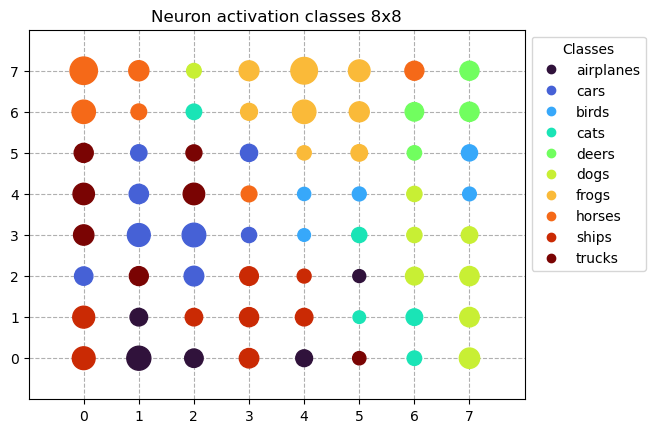 Neuron activation classes 8x8
7
6
5
4
3
2
1
0
0 1 2 3 4 5 6 7
Classes
airplanes
cars
birds
cats
deers
dogs
frogs
horses
ships
trucks